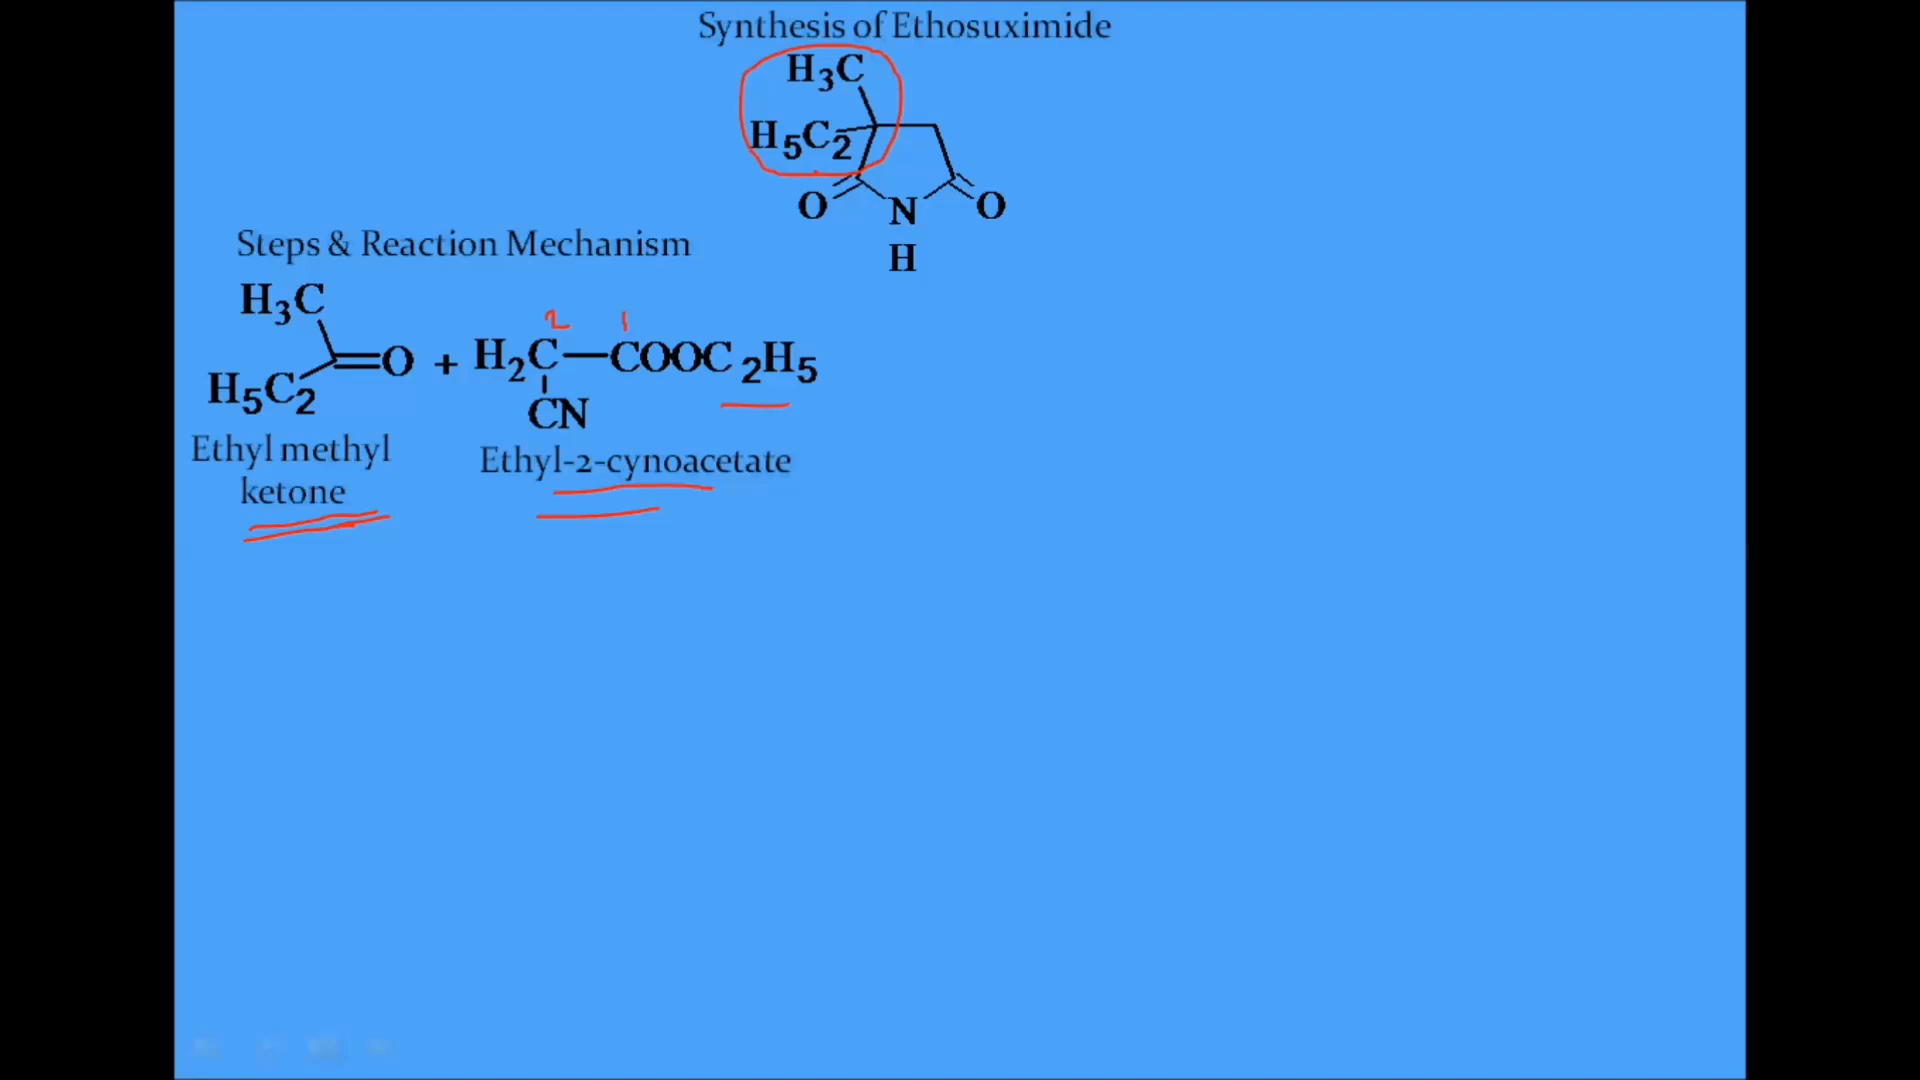 Synthesis of Ethosuximide
H3C
H5C2
O
N
O
H
Steps & Reaction Mechanism
H3C
2 1
=O + H2C—COOC2H5
H5C2
CN
Ethyl methyl
ketone
Ethyl-2-cynoacetate